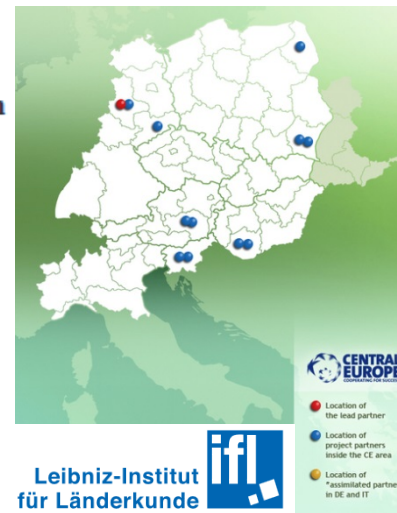 CENTRAL
EUROPE
COOPERATING FOR SUCCESS
Location of
the lead partner
Location of
project partners
inside the CE area
Location of
"assimilated partne
in DE and IT
Leibniz-Institut
für Länderkunde
ifl